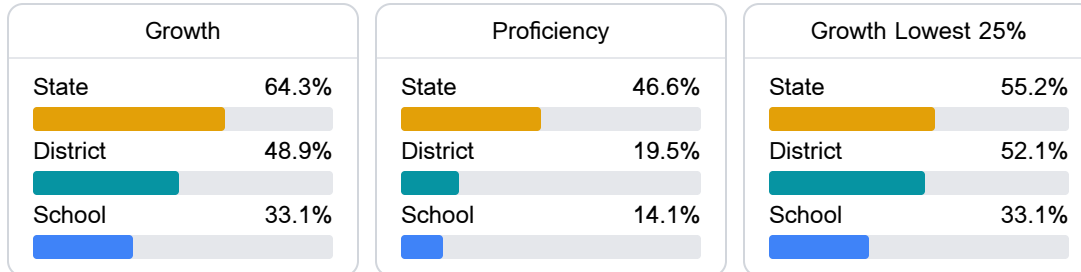 Growth
State 64.3%
District 48.9%
School 33.1%
Proficiency
State 46.6%
District 19.5%
School 14.1%
Growth Lowest 25%
State 55.2%
District 52.1%
School 33.1%